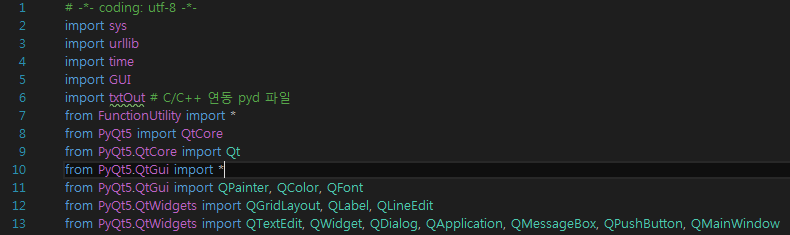 1 # -*- coding: utf-8 -*-
2 import sys
3 import urllib
4 import time
5 import GUI
6 import txtOut # C/C++ 연동 pyd 파일
7 from FunctionUtility import *
8 from PyQt5 import QtCore
9 from PyQt5.QtCore import Qt
10 from PyQt5.QtGui import *
11 from PyQt5.QtGui import QPainter, QColor, QFont
12 from PyQt5.QtWidgets import QGridLayout, QLabel, QLineEdit
13 from PyQt5.QtWidgets import QTextEdit, QWidget, QDialog, QApplication, QMessageBox, QPushButton, QMainWindow